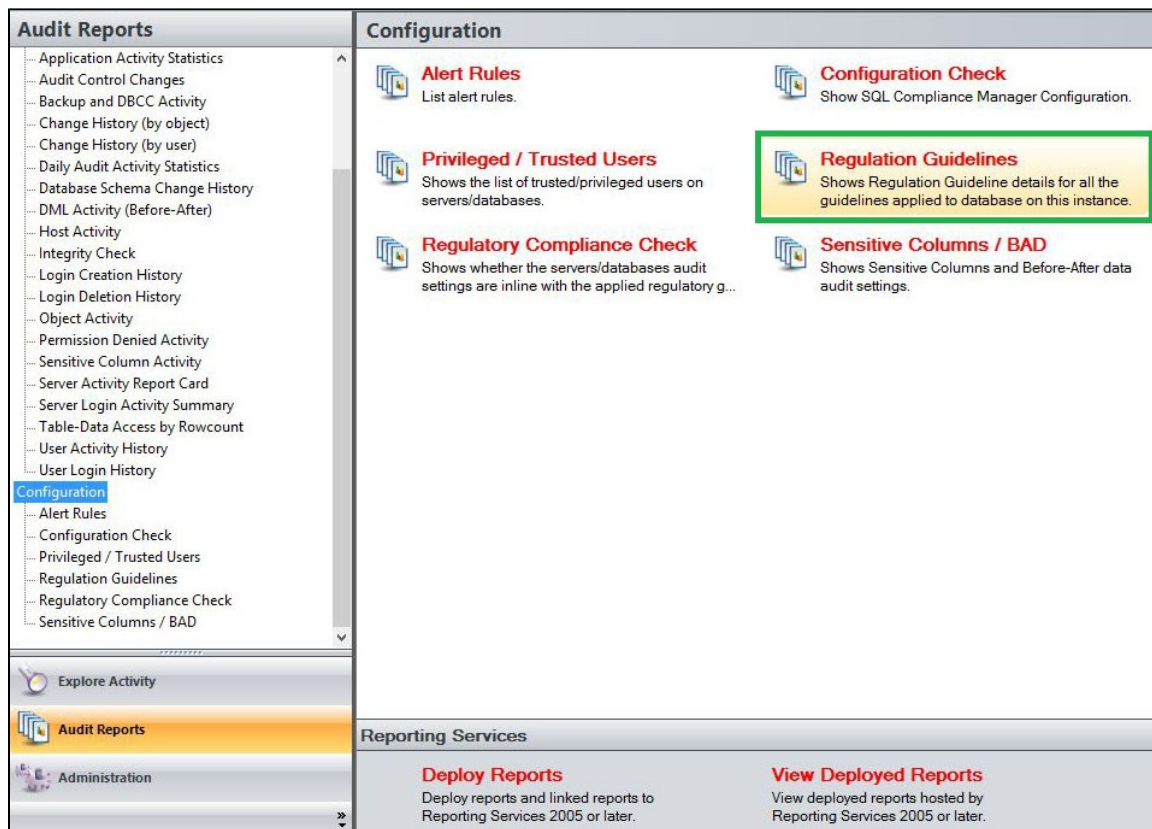 Audit Reports
Application Activity Statistics
Audit Control Changes
Backup and DBCC Activity
Change History (by object)
Change History (by user)
Daily Audit Activity Statistics
Database Schema Change History
DML Activity (Before-After)
Host Activity
Integrity Check
Login Creation History
Login Deletion History
Object Activity
Permission Denied Activity
Sensitive Column Activity
Server Activity Report Card
Server Login Activity Summary
Table-Data Access by Rowcount
User Activity History
User Login History
Configuration
Alert Rules
Configuration Check
Privileged / Trusted Users
Regulation Guidelines
Regulatory Compliance Check
Sensitive Columns / BAD
Explore Activity
Audit Reports
Administration
Configuration
Alert Rules
List alert rules.
Configuration Check
Show SQL Compliance Manager Configuration.
Privileged / Trusted Users
Shows the list of trusted/privileged users on
servers/databases.
Regulation Guidelines
Shows Regulation Guideline details for all the
guidelines applied to database on this instance.
Regulatory Compliance Check
Shows whether the servers/databases audit
settings are inline with the applied regulatory g...
Sensitive Columns / BAD
Shows Sensitive Columns and Before-After data
audit settings.
Reporting Services
Deploy Reports
Deploy reports and linked reports to
Reporting Services 2005 or later.
View Deployed Reports
View deployed reports hosted by
Reporting Services 2005 or later.